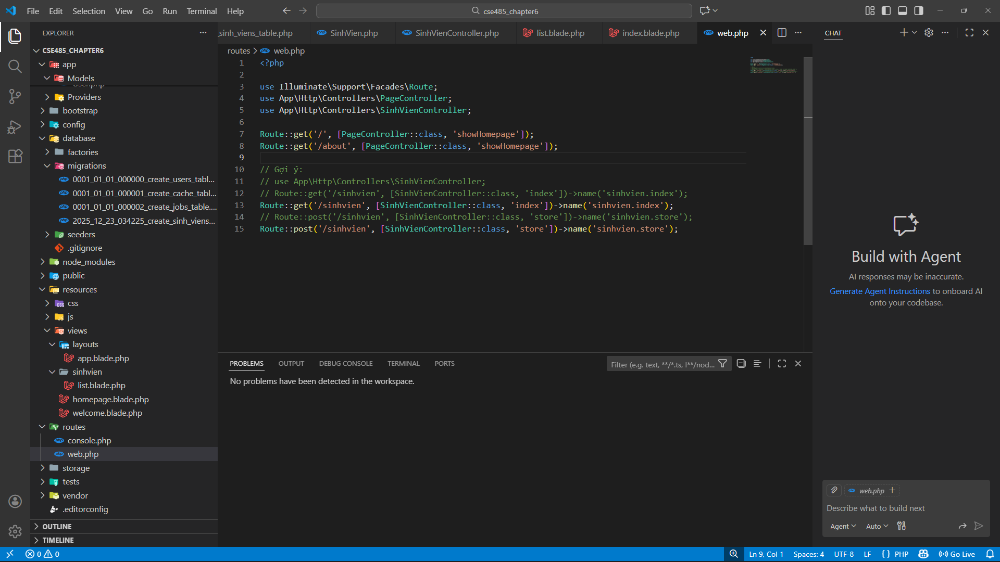 File Edit Selection View Go Run Terminal Help
cse485_chapter6
EXPLORER
CSE485_CHAPTER6
app
Models
Providers
bootstrap
config
database
factories
migrations
0001_01_01_000000_create_users_tabl...
0001_01_01_000001_create_cache_tabl...
0001_01_01_000002_create_jobs_table....
2025_12_23_034225_create_sinh_viens...
seeders
.gitignore
node_modules
public
resources
css
js
views
layouts
app.blade.php
sinhvien
list.blade.php
homepage.blade.php
welcome.blade.php
routes
console.php
web.php
storage
tests
vendor
.editorconfig
OUTLINE
TIMELINE
_sinh_viens_table.php SinhVien.php SinhVienController.php list.blade.php index.blade.php web.php
routes > web.php
1 <?php
2
3 use Illuminate\Support\Facades\Route;
4 use App\Http\Controllers\PageController;
5 use App\Http\Controllers\SinhVienController;
6
7 Route::get('/', [PageController::class, 'showHomepage']);
8 Route::get('/about', [PageController::class, 'showHomepage']);
9
10 // Gợi ý:
11 // use App\Http\Controllers\SinhVienController;
12 // Route::get('/sinhvien', [SinhVienController::class, 'index'])->name('sinhvien.index');
13 Route::get('/sinhvien', [SinhVienController::class, 'index'])->name('sinhvien.index');
14 // Route::post('/sinhvien', [SinhVienController::class, 'store'])->name('sinhvien.store');
15 Route::post('/sinhvien', [SinhVienController::class, 'store'])->name('sinhvien.store');
PROBLEMS OUTPUT DEBUG CONSOLE TERMINAL PORTS
Filter (e.g. text, **/*.ts, !**/nod...
No problems have been detected in the workspace.
CHAT
Build with Agent
AI responses may be inaccurate.
Generate Agent Instructions to onboard AI
onto your codebase.
web.php
Describe what to build next
Agent Auto
0 0
Ln 9, Col 1 Spaces: 4 UTF-8 LF {} PHP Go Live